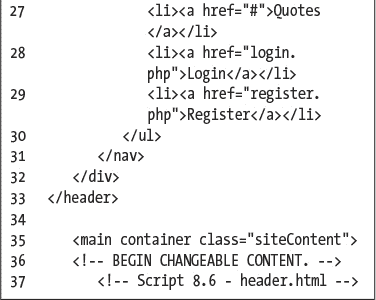 27 <li><a href="#">Quotes
</a></li>
28 <li><a href="login.
php">Login</a></li>
29 <li><a href="register.
php">Register</a></li>
30 </ul>
31 </nav>
32 </div>
33 </header>
34
35 <main container class="siteContent">
36 <!-- BEGIN CHANGEABLE CONTENT. -->
37 <!-- Script 8.6 - header.html -->